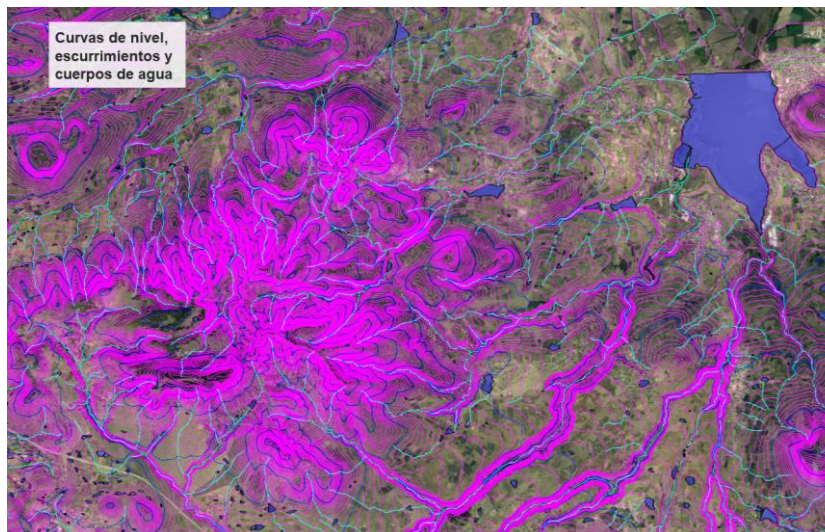 Curvas de nivel,
escurrimientos y
cuerpos de agua